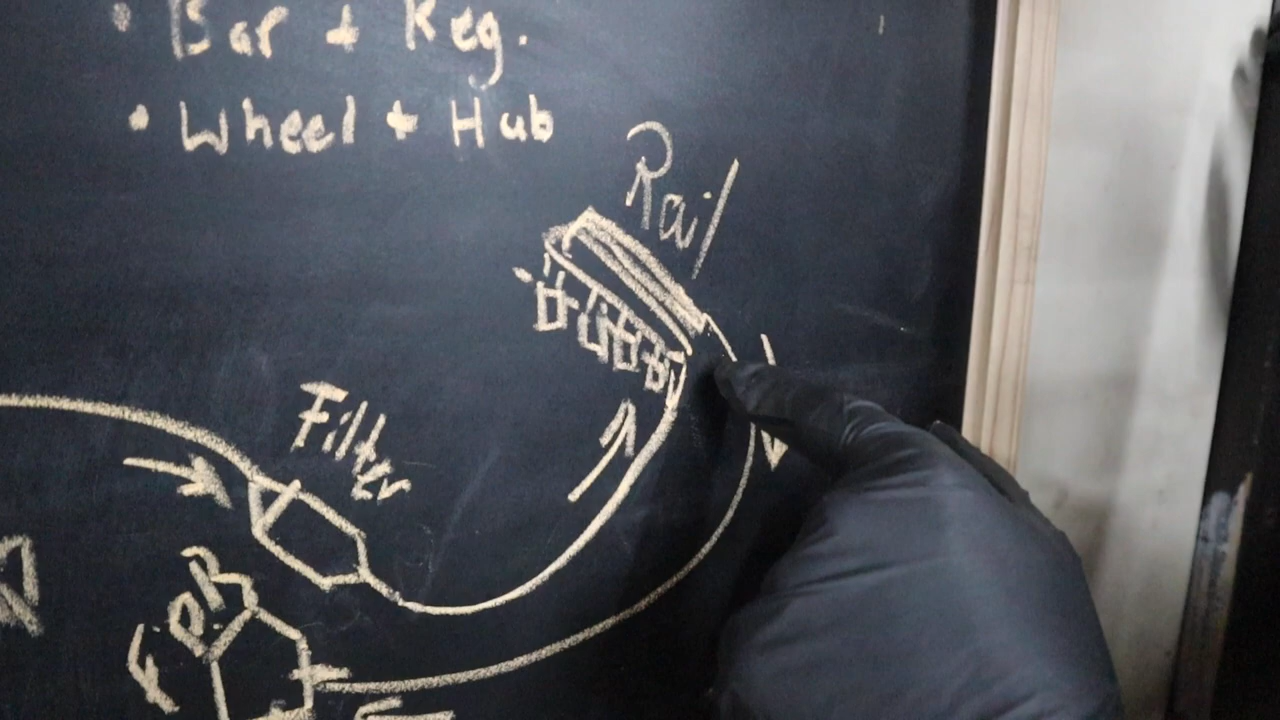 • Bar + Reg.
• Wheel + Hub
Rail
Filter
F.P.R